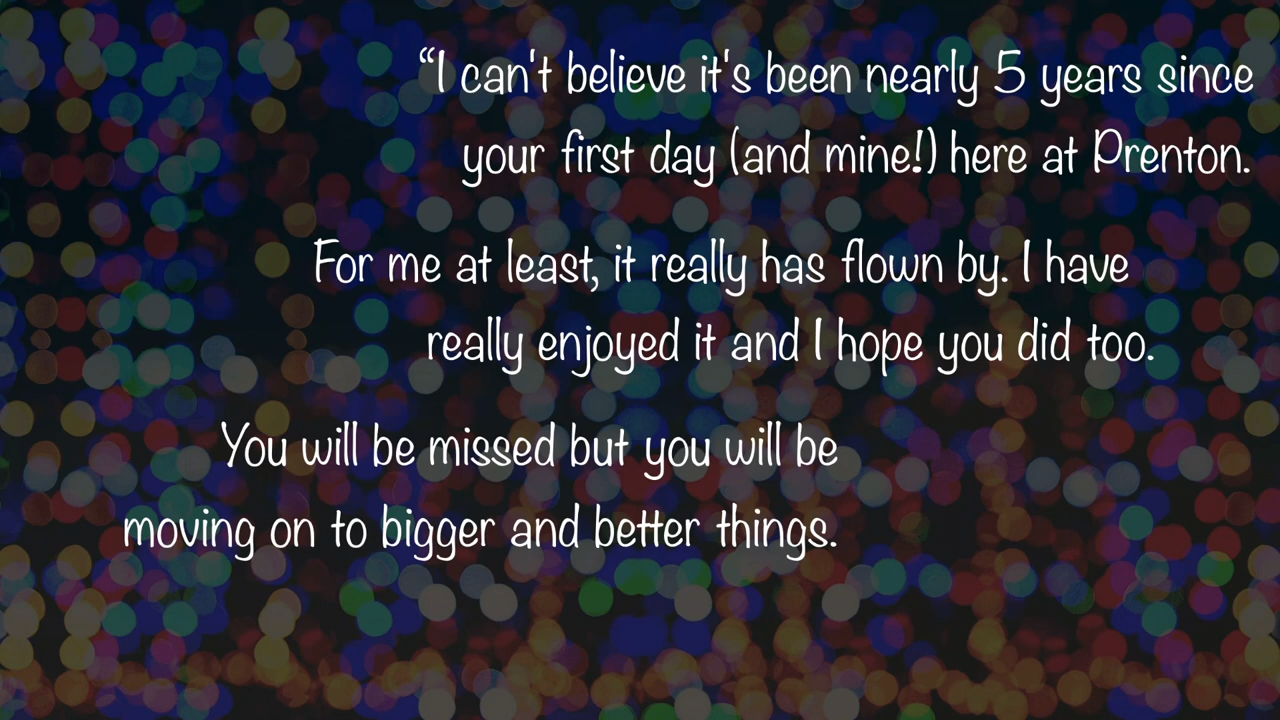 “I can't believe it's been nearly 5 years since
your first day (and mine!) here at Prenton.
For me at least, it really has flown by. I have
really enjoyed it and I hope you did too.
You will be missed but you will be
moving on to bigger and better things.